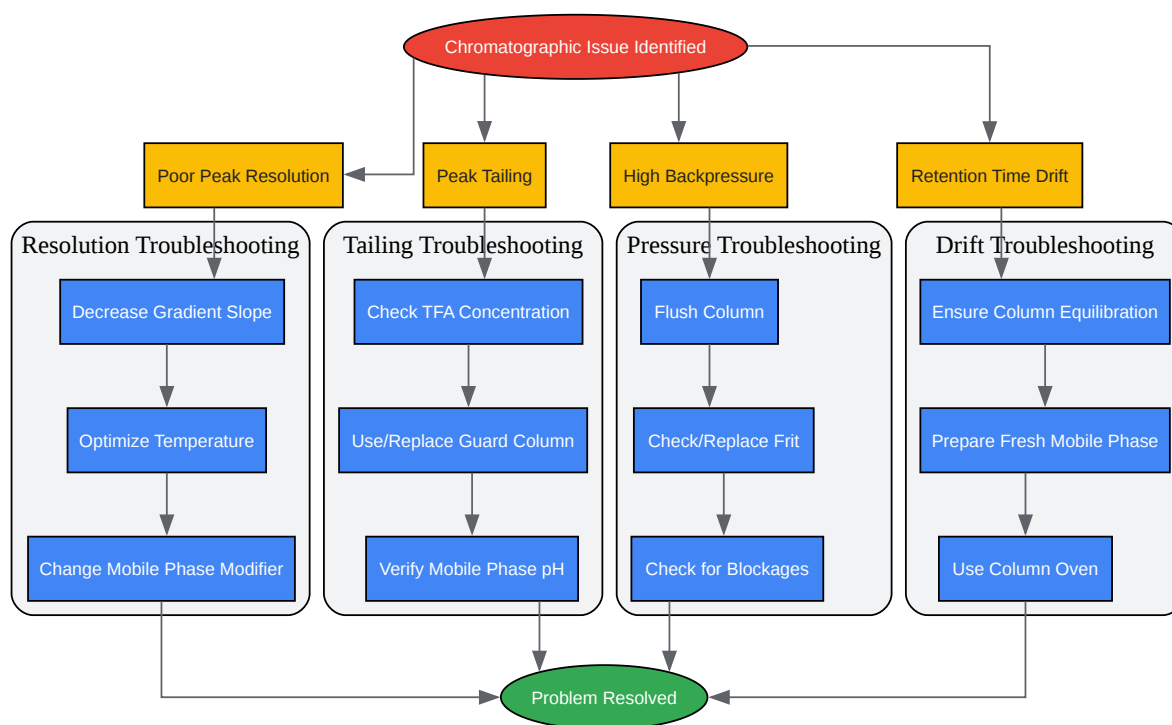 Chromatographic Issue Identified
Poor Peak Resolution
Peak Tailing
High Backpressure
Retention Time Drift
Resolution Troubleshooting
Tailing Troubleshooting
Pressure Troubleshooting
Drift Troubleshooting
Decrease Gradient Slope
Check TFA Concentration
Flush Column
Ensure Column Equilibration
Optimize Temperature
Use/Replace Guard Column
Check/Replace Frit
Prepare Fresh Mobile Phase
Change Mobile Phase Modifier
Verify Mobile Phase pH
Check for Blockages
Use Column Oven
Problem Resolved